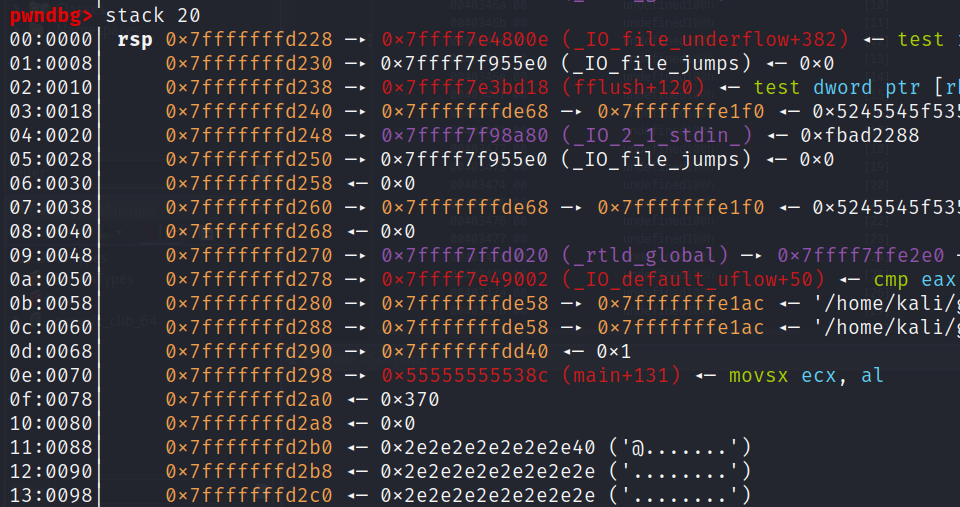 pwndbg> stack 20
00:0000│ rsp 0×7fffffffd228 —▸ 0×7ffff7e4800e (_IO_file_underflow+382) ◂— test
01:0008│ 0×7fffffffd230 —▸ 0×7ffff7f955e0 (_IO_file_jumps) ◂— 0×0
02:0010│ 0×7fffffffd238 —▸ 0×7ffff7e3bd18 (fflush+120) ◂— test dword ptr
03:0018│ 0×7fffffffd240 —▸ 0×7fffffffde68 —▸ 0×7fffffffe1f0 ◂— 0×5245545f535
04:0020│ 0×7fffffffd248 —▸ 0×7ffff7f98a80 (_IO_2_1_stdin_) ◂— 0×fbad2288
05:0028│ 0×7fffffffd250 —▸ 0×7ffff7f955e0 (_IO_file_jumps) ◂— 0×0
06:0030│ 0×7fffffffd258 ◂— 0×0
07:0038│ 0×7fffffffd260 —▸ 0×7fffffffde68 —▸ 0×7fffffffe1f0 ◂— 0×5245545f535
08:0040│ 0×7fffffffd268 ◂— 0×0
09:0048│ 0×7fffffffd270 —▸ 0×7ffff7ffd020 (_rtld_global) —▸ 0×7ffff7ffe2e0 ◂—
0a:0050│ 0×7fffffffd278 —▸ 0×7ffff7e49002 (_IO_default_uflow+50) ◂— cmp eax
0b:0058│ 0×7fffffffd280 —▸ 0×7fffffffde58 —▸ 0×7fffffffe1ac ◂— '/home/kali/g
0c:0060│ 0×7fffffffd288 —▸ 0×7fffffffde58 —▸ 0×7fffffffe1ac ◂— '/home/kali/g
0d:0068│ 0×7fffffffd290 —▸ 0×7fffffffdd40 ◂— 0×1
0e:0070│ 0×7fffffffd298 —▸ 0×55555555538c (main+131) ◂— movsx ecx, al
0f:0078│ 0×7fffffffd2a0 ◂— 0×370
10:0080│ 0×7fffffffd2a8 ◂— 0×0
11:0088│ 0×7fffffffd2b0 ◂— 0×2e2e2e2e2e2e2e40 ('@.......')
12:0090│ 0×7fffffffd2b8 ◂— 0×2e2e2e2e2e2e2e2e ('........')
13:0098│ 0×7fffffffd2c0 ◂— 0×2e2e2e2e2e2e2e2e ('........')